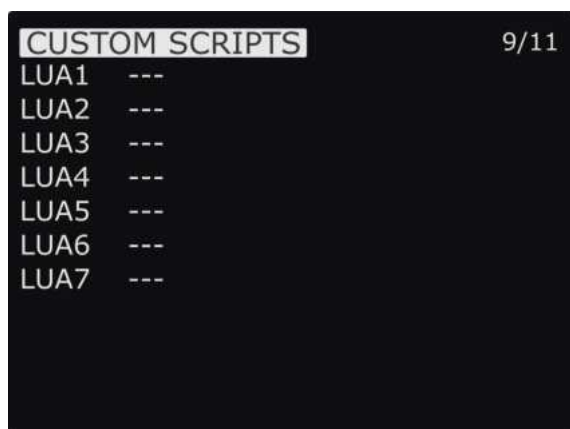 CUSTOM SCRIPTS 9/11
LUA1 ---
LUA2 ---
LUA3 ---
LUA4 ---
LUA5 ---
LUA6 ---
LUA7 ---